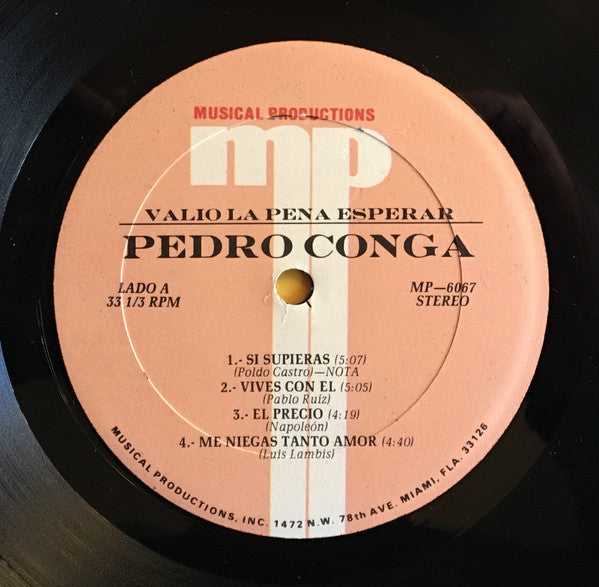 MUSICAL PRODUCTIONS
mp
VALIO LA PENA ESPERAR
PEDRO CONGA
LADO A
33 1/3 RPM
MP—6067
STEREO
1.- SI SUPIERAS (5:07)
(Poldo Castro)—NOTA
2.- VIVES CON EL (5:05)
(Pablo Ruiz)
3.- EL PRECIO (4:19)
(Napoleón)
4.- ME NIEGAS TANTO AMOR (4:40)
(Luis Lambis)
MUSICAL PRODUCTIONS, INC. 1472 N.W. 78th AVE. MIAMI, FLA. 33126